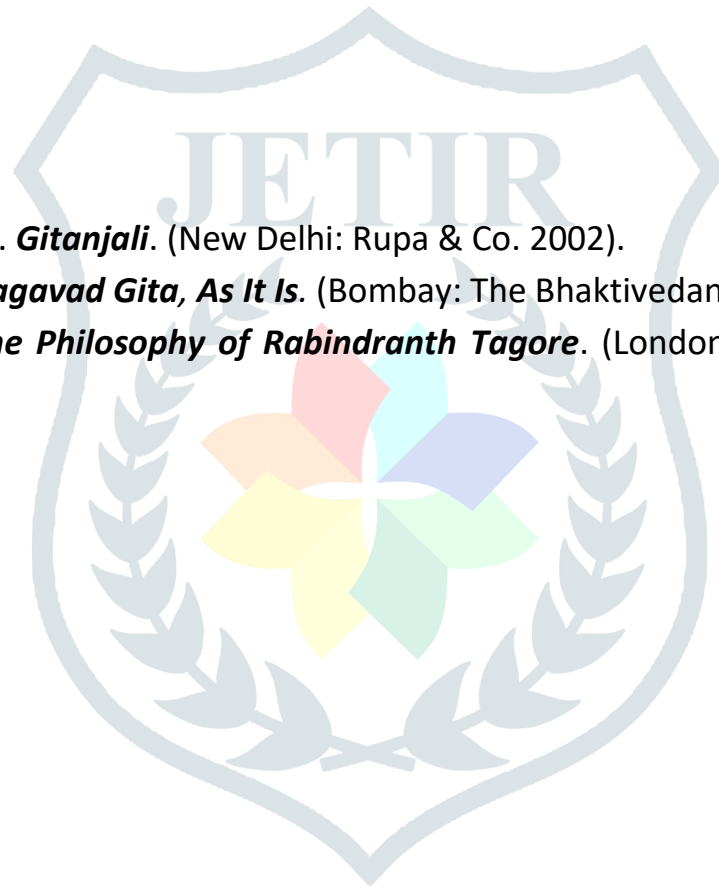 JETIR
. Gitanjali. (New Delhi: Rupa & Co. 2002).
agavad Gita, As It Is. (Bombay: The Bhaktivedan
he Philosophy of Rabindranth Tagore. (London